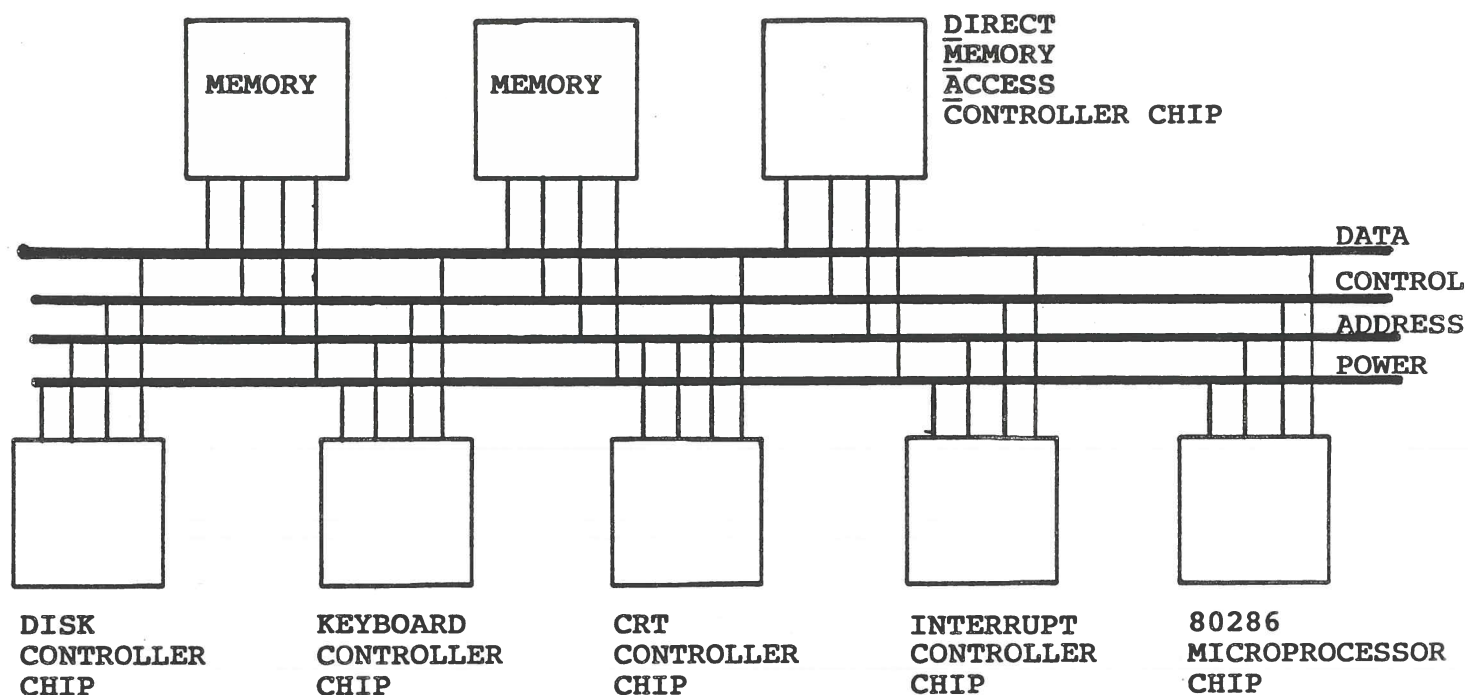 MEMORY
MEMORY
DIRECT
MEMORY
ACCESS
CONTROLLER CHIP
DATA
CONTROL
ADDRESS
POWER
DISK
CONTROLLER
CHIP
KEYBOARD
CONTROLLER
CHIP
CRT
CONTROLLER
CHIP
INTERRUPT
CONTROLLER
CHIP
80286
MICROPROCESSOR
CHIP